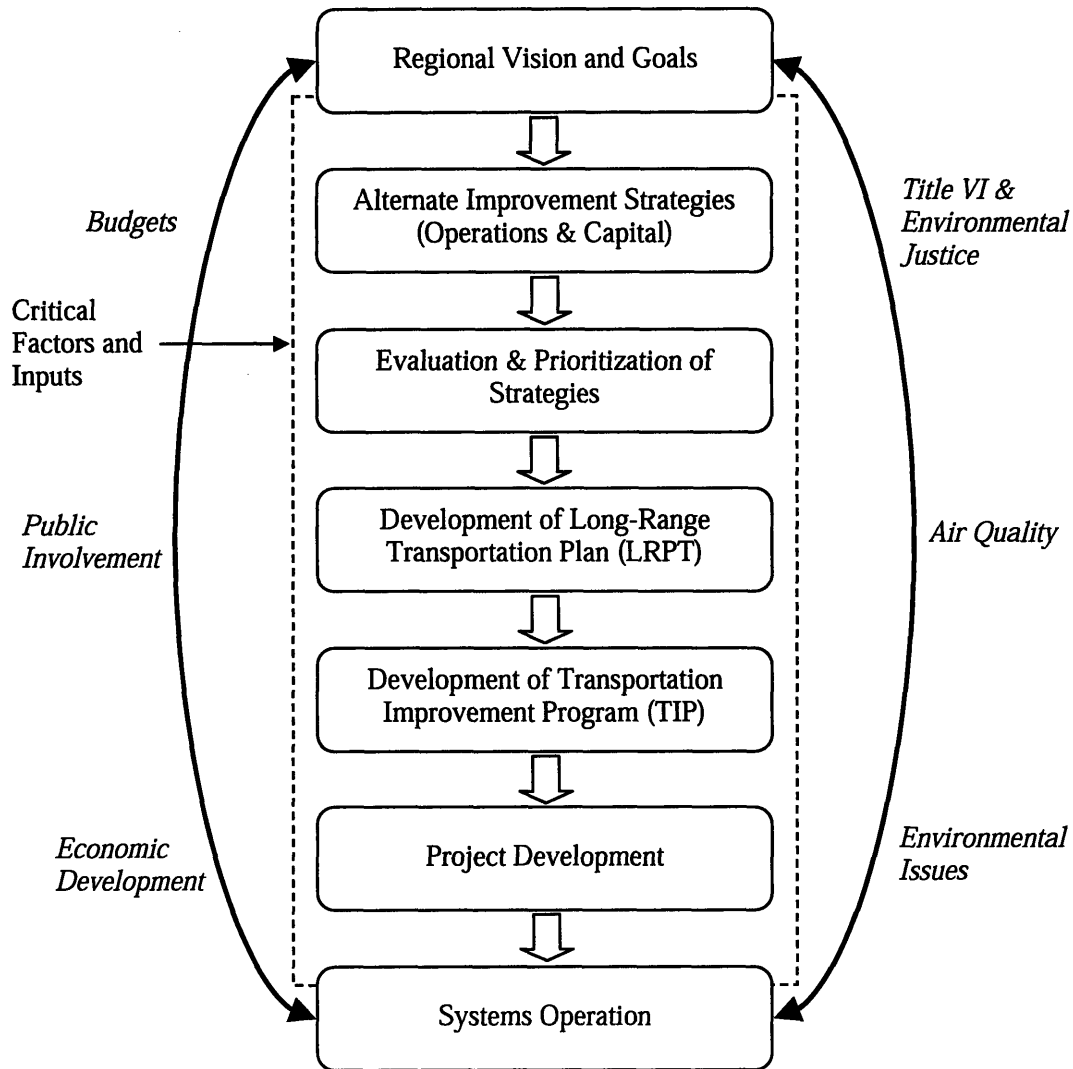 Regional Vision and Goals
Alternate Improvement Strategies
(Operations & Capital)
Evaluation & Prioritization of
Strategies
Development of Long-Range
Transportation Plan (LRPT)
Development of Transportation
Improvement Program (TIP)
Project Development
Systems Operation
Budgets
Critical
Factors and
Inputs
Public
Involvement
Economic
Development
Title VI &
Environmental
Justice
Air Quality
Environmental
Issues